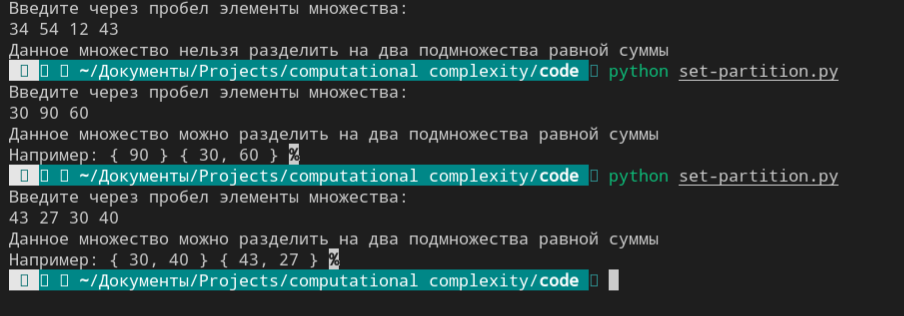 Введите через пробел элементы множества:
34 54 12 43
Данное множество нельзя разделить на два подмножества равной суммы
~/Документы/Projects/computational complexity/code python set-partition.py
Введите через пробел элементы множества:
30 90 60
Данное множество можно разделить на два подмножества равной суммы
Например: { 90 } { 30, 60 } %
~/Документы/Projects/computational complexity/code python set-partition.py
Введите через пробел элементы множества:
43 27 30 40
Данное множество можно разделить на два подмножества равной суммы
Например: { 30, 40 } { 43, 27 } %
~/Документы/Projects/computational complexity/code